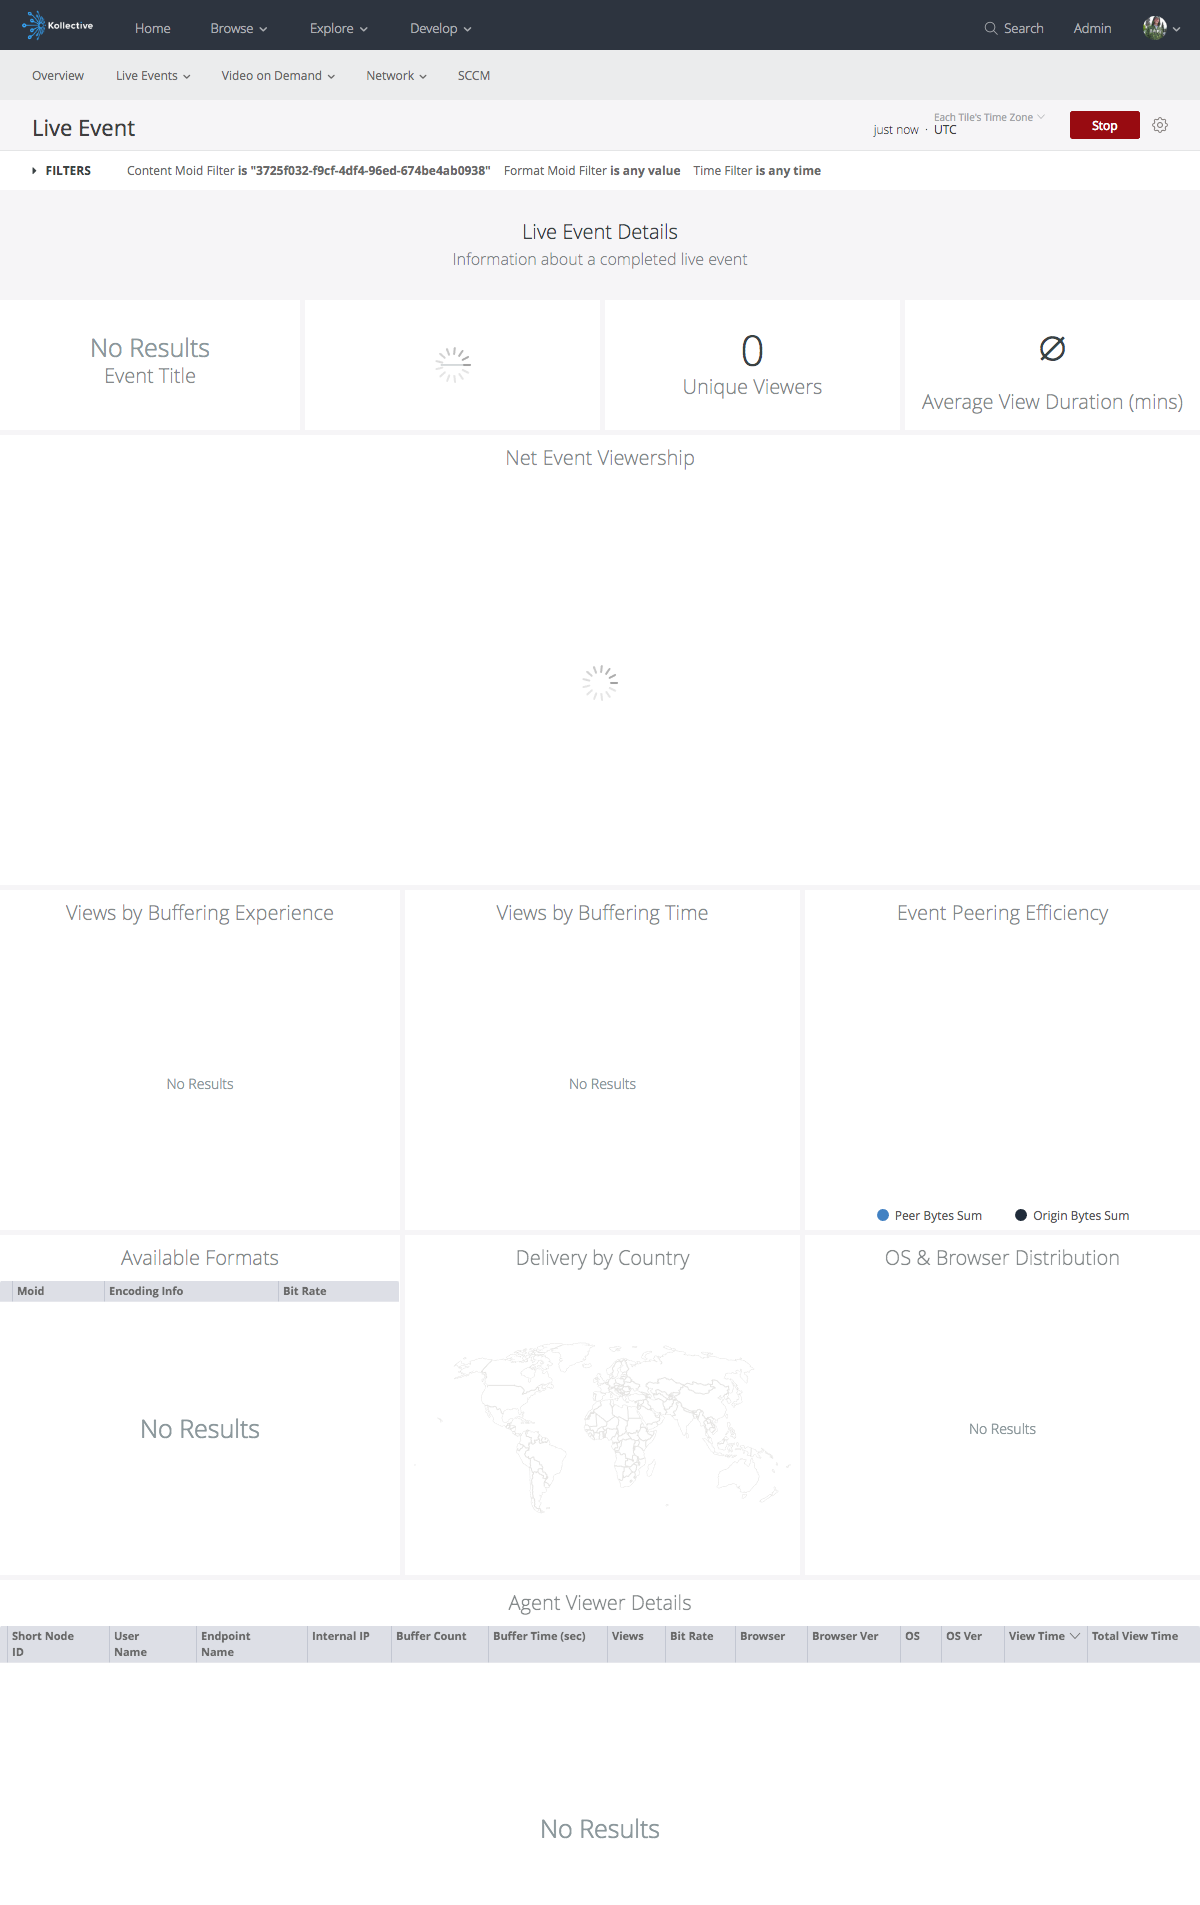 Kollective
Home Browse Explore Develop Search Admin
Overview Live Events Video on Demand Network SCCM
Live Event
just now · Each Tile's Time Zone
UTC
Stop
FILTERS Content Moid Filter is "3725f032-f9cf-4df4-96ed-674be4ab0938" Format Moid Filter is any value Time Filter is any time
Live Event Details
Information about a completed live event
No Results
Event Title
0
Unique Viewers
Ø
Average View Duration (mins)
Net Event Viewership
Views by Buffering Experience
No Results
Views by Buffering Time
No Results
Event Peering Efficiency
Peer Bytes Sum Origin Bytes Sum
Available Formats
Moid Encoding Info Bit Rate
No Results
Delivery by Country
OS & Browser Distribution
No Results
Agent Viewer Details
Short Node ID User Name Endpoint Name Internal IP Buffer Count Buffer Time (sec) Views Bit Rate Browser Browser Ver OS OS Ver View Time Total View Time
No Results